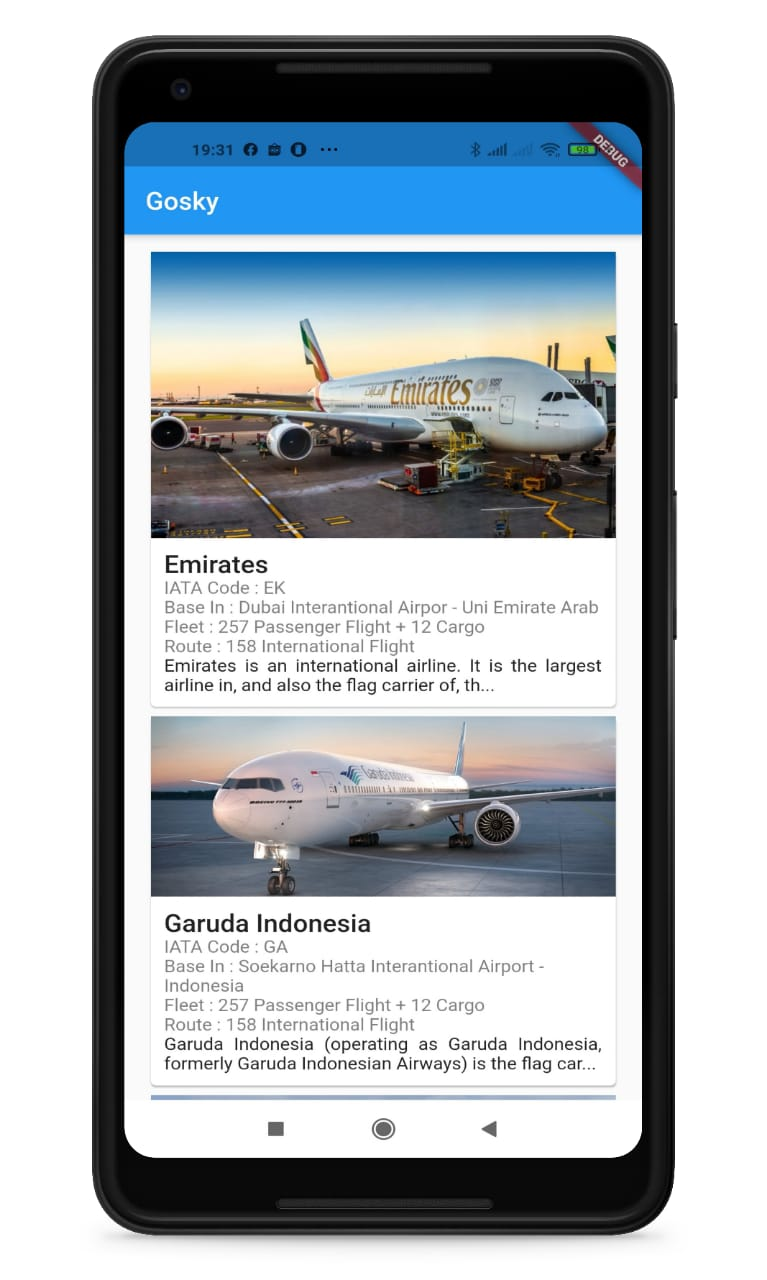 19:31
98
DEBUG
Gosky
Emirates
Emirates
IATA Code : EK
Base In : Dubai Interantional Airpor - Uni Emirate Arab
Fleet : 257 Passenger Flight + 12 Cargo
Route : 158 International Flight
Emirates is an international airline. It is the largest
airline in, and also the flag carrier of, th...
Garuda Indonesia
Garuda Indonesia
IATA Code : GA
Base In : Soekarno Hatta Interantional Airport -
Indonesia
Fleet : 257 Passenger Flight + 12 Cargo
Route : 158 International Flight
Garuda Indonesia (operating as Garuda Indonesia,
formerly Garuda Indonesian Airways) is the flag car...